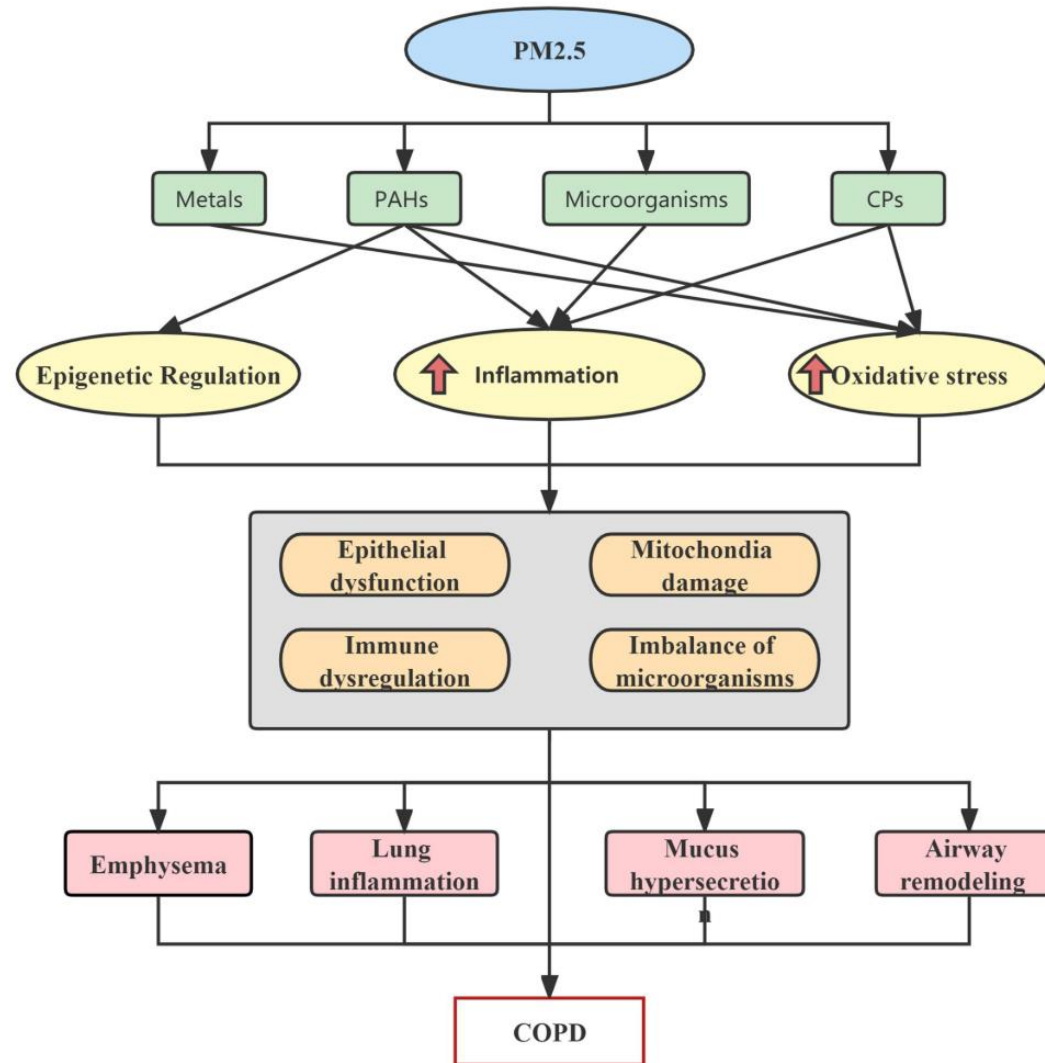 PM2.5
Metals
PAHs
Microorganisms
CPs
Epigenetic Regulation
Inflammation
Oxidative stress
Epithelial
dysfunction
Mitochondia
damage
Immune
dysregulation
Imbalance of
microorganisms
Emphysema
Lung
inflammation
Mucus
hypersecretio
n
Airway
remodeling
COPD